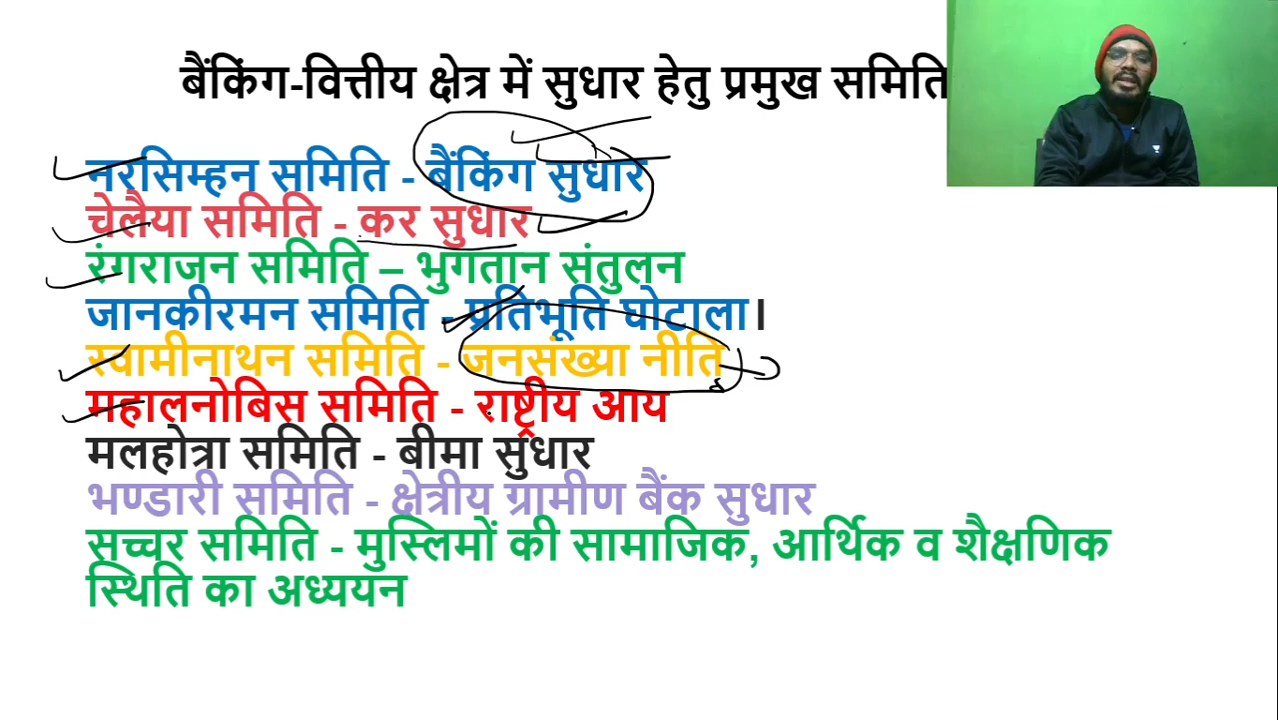 बैंकिंग-वित्तीय क्षेत्र में सुधार हेतु प्रमुख समिति
नरसिम्हन समिति - बैंकिंग सुधार
चेलैया समिति - कर सुधार
रंगराजन समिति – भुगतान संतुलन
जानकीरमन समिति - प्रतिभूति घोटाला।
स्वामीनाथन समिति - जनसंख्या नीति
महालनोबिस समिति - राष्ट्रीय आय
मलहोत्रा समिति - बीमा सुधार
भण्डारी समिति - क्षेत्रीय ग्रामीण बैंक सुधार
सच्चर समिति - मुस्लिमों की सामाजिक, आर्थिक व शैक्षणिक
स्थिति का अध्ययन